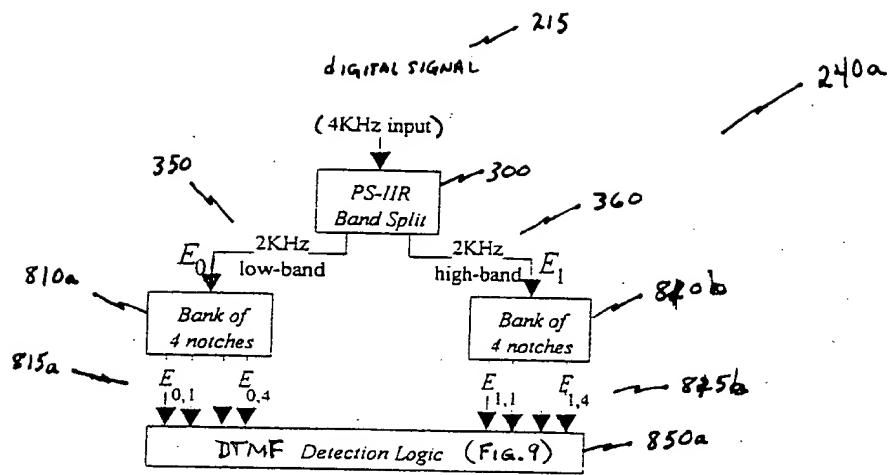 215
dIGITAL SIGNAL
240a
(4KHz input)
350
300
PS-IIR
Band Split
360
2KHz
low-band
2KHz
high-band
E0
E1
810a
Bank of
4 notches
Bank of
4 notches
810b
815a
E0,1 E0,4
E1,1 E1,4
815b
DTMF Detection Logic (FIG. 9)
850a